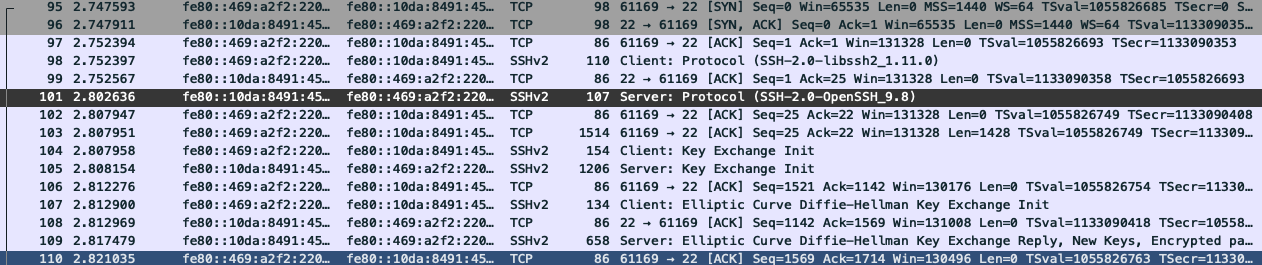 95 2.747593 fe80::469:a2f2:220… fe80::10da:8491:45… TCP 98 61169 → 22 [SYN] Seq=0 Win=65535 Len=0 MSS=1440 WS=64 TSval=1055826685 TSecr=0 S…
96 2.747911 fe80::10da:8491:45… fe80::469:a2f2:220… TCP 98 22 → 61169 [SYN, ACK] Seq=0 Ack=1 Win=65535 Len=0 MSS=1440 WS=64 TSval=113309035…
97 2.752394 fe80::469:a2f2:220… fe80::10da:8491:45… TCP 86 61169 → 22 [ACK] Seq=1 Ack=1 Win=131328 Len=0 TSval=1055826693 TSecr=1133090353
98 2.752397 fe80::469:a2f2:220… fe80::10da:8491:45… SSHv2 110 Client: Protocol (SSH-2.0-libssh2_1.11.0)
99 2.752567 fe80::10da:8491:45… fe80::469:a2f2:220… TCP 86 22 → 61169 [ACK] Seq=1 Ack=25 Win=131328 Len=0 TSval=1133090358 TSecr=1055826693
101 2.802636 fe80::10da:8491:45… fe80::469:a2f2:220… SSHv2 107 Server: Protocol (SSH-2.0-OpenSSH_9.8)
102 2.807947 fe80::469:a2f2:220… fe80::10da:8491:45… TCP 86 61169 → 22 [ACK] Seq=25 Ack=22 Win=131328 Len=0 TSval=1055826749 TSecr=1133090408
103 2.807951 fe80::469:a2f2:220… fe80::10da:8491:45… TCP 1514 61169 → 22 [ACK] Seq=25 Ack=22 Win=131328 Len=1428 TSval=1055826749 TSecr=113309…
104 2.807958 fe80::469:a2f2:220… fe80::10da:8491:45… SSHv2 154 Client: Key Exchange Init
105 2.808154 fe80::10da:8491:45… fe80::469:a2f2:220… SSHv2 1206 Server: Key Exchange Init
106 2.812276 fe80::469:a2f2:220… fe80::10da:8491:45… TCP 86 61169 → 22 [ACK] Seq=1521 Ack=1142 Win=130176 Len=0 TSval=1055826754 TSecr=11330…
107 2.812900 fe80::469:a2f2:220… fe80::10da:8491:45… SSHv2 134 Client: Elliptic Curve Diffie-Hellman Key Exchange Init
108 2.812969 fe80::10da:8491:45… fe80::469:a2f2:220… TCP 86 22 → 61169 [ACK] Seq=1142 Ack=1569 Win=131008 Len=0 TSval=1133090418 TSecr=10558…
109 2.817479 fe80::10da:8491:45… fe80::469:a2f2:220… SSHv2 658 Server: Elliptic Curve Diffie-Hellman Key Exchange Reply, New Keys, Encrypted pa…
110 2.821035 fe80::469:a2f2:220… fe80::10da:8491:45… TCP 86 61169 → 22 [ACK] Seq=1569 Ack=1714 Win=130496 Len=0 TSval=1055826763 TSecr=11330…